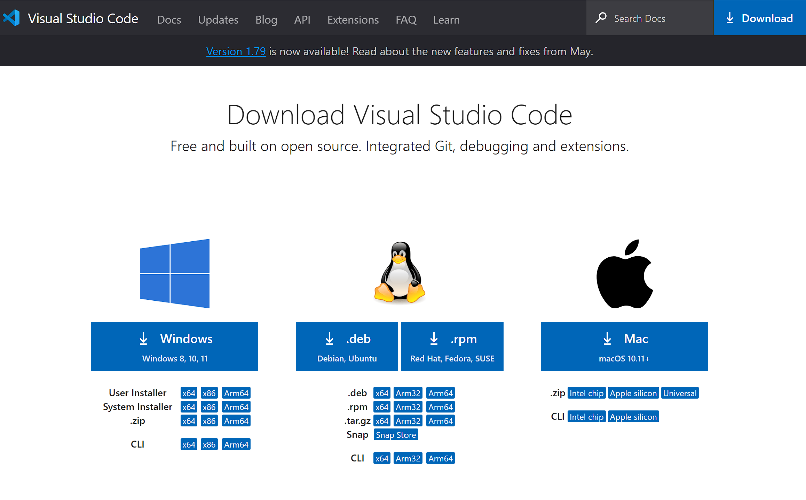 Visual Studio Code Docs Updates Blog API Extensions FAQ Learn Search Docs Download
Version 1.79 is now available! Read about the new features and fixes from May.
Download Visual Studio Code
Free and built on open source. Integrated Git, debugging and extensions.
Windows
Windows 8, 10, 11
User Installer x64 x86 Arm64
System Installer x64 x86 Arm64
.zip x64 x86 Arm64
CLI x64 x86 Arm64
.deb
Debian, Ubuntu
.rpm
Red Hat, Fedora, SUSE
.deb x64 Arm32 Arm64
.rpm x64 Arm32 Arm64
.tar.gz x64 Arm32 Arm64
Snap Snap Store
CLI x64 Arm32 Arm64
Mac
macOS 10.11+
.zip Intel chip Apple silicon Universal
CLI Intel chip Apple silicon